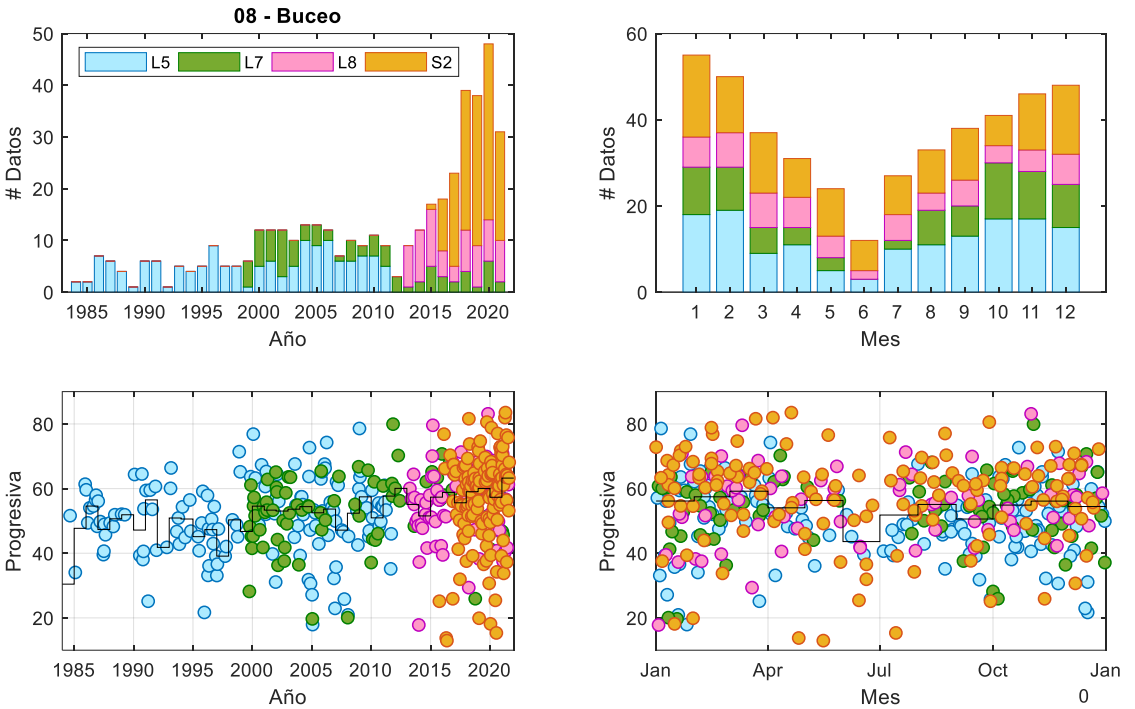 08 - Buceo
50
40
30
20
10
0
# Datos
L5 L7 L8 S2
1985 1990 1995 2000 2005 2010 2015 2020
Año
60
40
20
0
# Datos
1 2 3 4 5 6 7 8 9 10 11 12
Mes
80
60
40
20
Progresiva
1985 1990 1995 2000 2005 2010 2015 2020
Año
80
60
40
20
Progresiva
Jan Apr Jul Oct Jan
Mes
0